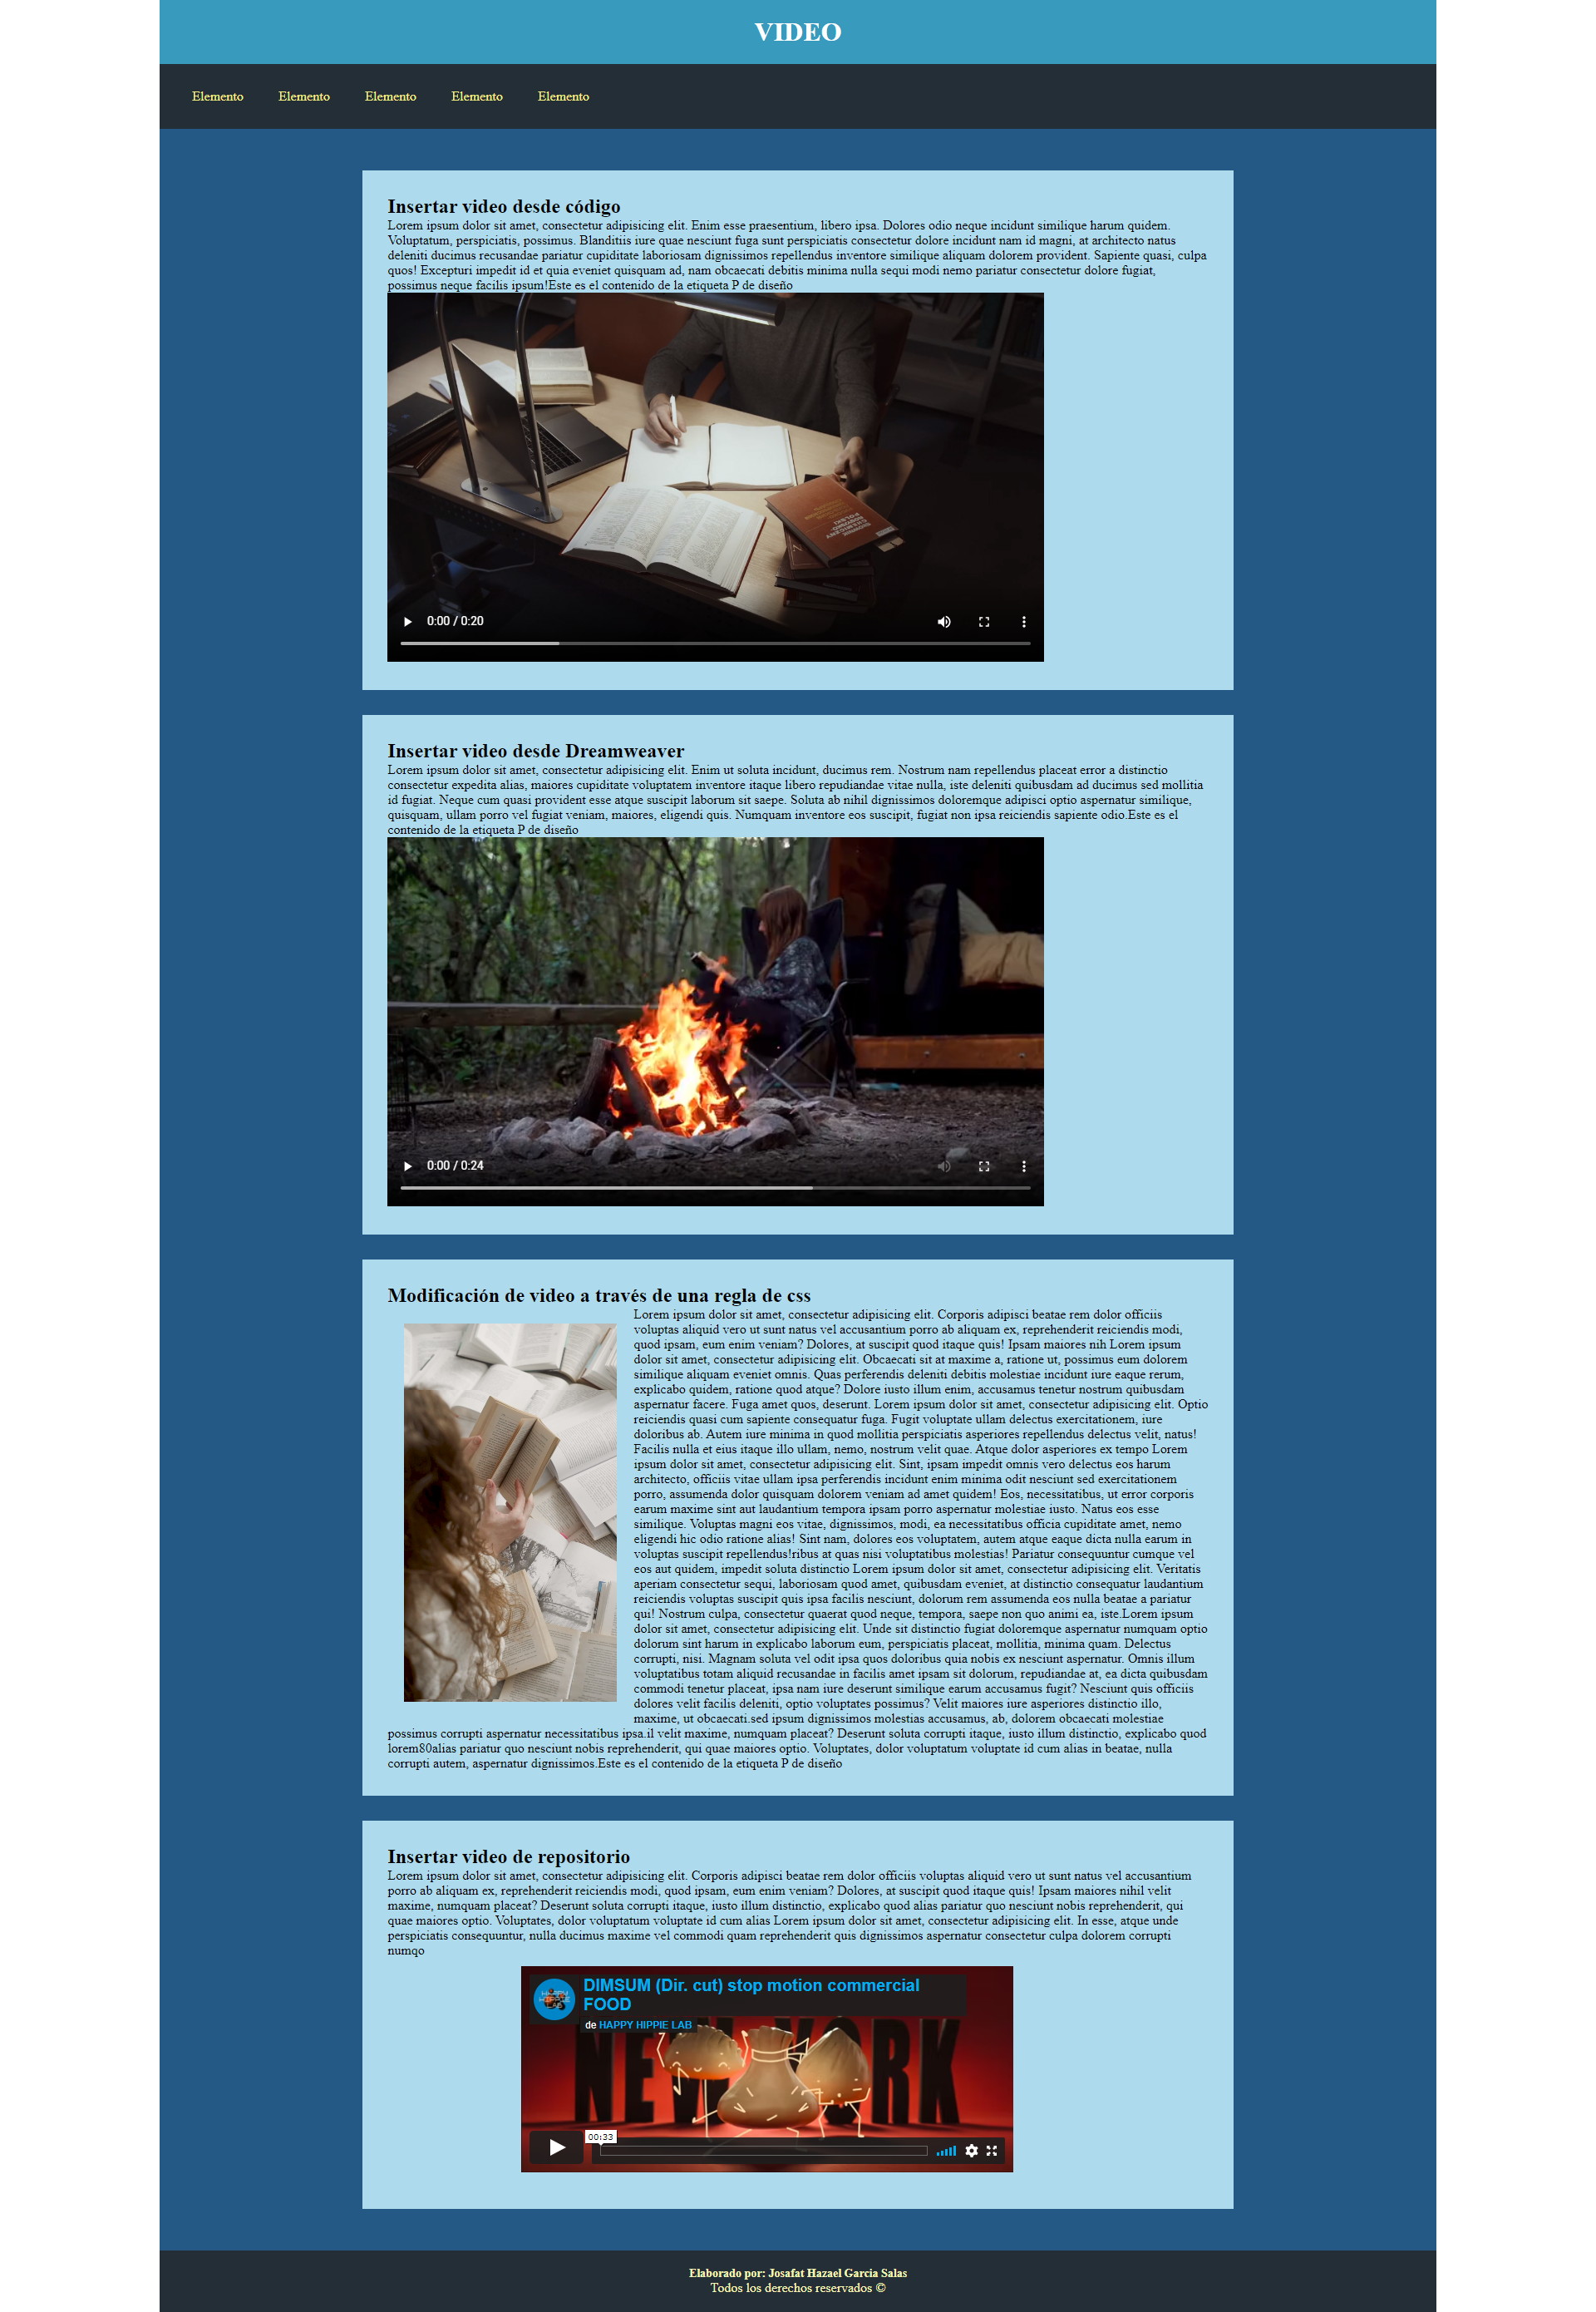 VIDEO
Elemento Elemento Elemento Elemento Elemento
Insertar video desde código
Lorem ipsum dolor sit amet, consectetur adipisicing elit. Enim esse praesentium, libero ipsa. Dolores odio neque incidunt similique harum quidem.
Voluptatum, perspiciatis, possimus. Blanditiis iure quae nesciunt fuga sunt perspiciatis consectetur dolore incidunt nam id magni, at architecto natus
deleniti ducimus recusandae pariatur cupiditate laboriosam dignissimos repellendus inventore similique aliquam dolorem provident. Sapiente quasi, culpa
quos! Excepturi impedit id et quia eveniet quisquam ad, nam obcaecati debitis minima nulla sequi modi nemo pariatur consectetur dolore fugiat,
possimus neque facilis ipsum!Este es el contenido de la etiqueta P de diseño
0:00 / 0:20
Insertar video desde Dreamweaver
Lorem ipsum dolor sit amet, consectetur adipisicing elit. Enim ut soluta incidunt, ducimus rem. Nostrum nam repellendus placeat error a distinctio
consectetur expedita alias, maiores cupiditate voluptatem inventore itaque libero repudiandae vitae nulla, iste deleniti quibusdam ad ducimus sed mollitia
id fugiat. Neque cum quasi provident esse atque suscipit laborum sit saepe. Soluta ab nihil dignissimos doloremque adipisci optio aspernatur similique,
quisquam, ullam porro vel fugiat veniam, maiores, eligendi quis. Numquam inventore eos suscipit, fugiat non ipsa reiciendis sapiente odio.Este es el
contenido de la etiqueta P de diseño
0:00 / 0:24
Modificación de video a través de una regla de css
Lorem ipsum dolor sit amet, consectetur adipisicing elit. Corporis adipisci beatae rem dolor officiis
voluptas aliquid vero ut sunt natus vel accusantium porro ab aliquam ex, reprehenderit reiciendis modi,
quod ipsam, eum enim veniam? Dolores, at suscipit quod itaque quis! Ipsam maiores nih Lorem ipsum
dolor sit amet, consectetur adipisicing elit. Obcaecati sit at maxime a, ratione ut, possimus eum dolorem
similique aliquam eveniet omnis. Quas perferendis deleniti debitis molestiae incidunt iure eaque rerum,
explicabo quidem, ratione quod atque? Dolore iusto illum enim, accusamus tenetur nostrum quibusdam
aspernatur facere. Fuga amet quos, deserunt. Lorem ipsum dolor sit amet, consectetur adipisicing elit. Optio
reiciendis quasi cum sapiente consequatur fuga. Fugit voluptate ullam delectus exercitationem, iure
doloribus ab. Autem iure minima in quod mollitia perspiciatis asperiores repellendus delectus velit, natus!
Facilis nulla et eius itaque illo ullam, nemo, nostrum velit quae. Atque dolor asperiores ex tempo Lorem
ipsum dolor sit amet, consectetur adipisicing elit. Sint, ipsam impedit omnis vero delectus eos harum
architecto, officiis vitae ullam ipsa perferendis incidunt enim minima odit nesciunt sed exercitationem
porro, assumenda dolor quisquam dolorem veniam ad amet quidem! Eos, necessitatibus, ut error corporis
earum maxime sint aut laudantium tempora ipsam porro aspernatur molestiae iusto. Natus eos esse
similique. Voluptas magni eos vitae, dignissimos, modi, ea necessitatibus officia cupiditate amet, nemo
eligendi hic odio ratione alias! Sint nam, dolores eos voluptatem, autem atque eaque dicta nulla earum in
voluptas suscipit repellendus!ribus at quas nisi voluptatibus molestias! Pariatur consequuntur cumque vel
eos aut quidem, impedit soluta distinctio Lorem ipsum dolor sit amet, consectetur adipisicing elit. Veritatis
aperiam consectetur sequi, laboriosam quod amet, quibusdam eveniet, at distinctio consequatur laudantium
reiciendis voluptas suscipit quis ipsa facilis nesciunt, dolorum rem assumenda eos nulla beatae a pariatur
qui! Nostrum culpa, consectetur quaerat quod neque, tempora, saepe non quo animi ea, iste.Lorem ipsum
dolor sit amet, consectetur adipisicing elit. Unde sit distinctio fugiat doloremque aspernatur numquam optio
dolorum sint harum in explicabo laborum eum, perspiciatis placeat, mollitia, minima quam. Delectus
corrupti, nisi. Magnam soluta vel odit ipsa quos doloribus quia nobis ex nesciunt aspernatur. Omnis illum
voluptatibus totam aliquid recusandae in facilis amet ipsam sit dolorum, repudiandae at, ea dicta quibusdam
commodi tenetur placeat, ipsa nam iure deserunt similique earum accusamus fugit? Nesciunt quis officiis
dolores velit facilis deleniti, optio voluptates possimus? Velit maiores iure asperiores distinctio illo,
maxime, ut obcaecati.sed ipsum dignissimos molestias accusamus, ab, dolorem obcaecati molestiae
possimus corrupti aspernatur necessitatibus ipsa.il velit maxime, numquam placeat? Deserunt soluta corrupti itaque, iusto illum distinctio, explicabo quod
lorem80alias pariatur quo nesciunt nobis reprehenderit, qui quae maiores optio. Voluptates, dolor voluptatum voluptate id cum alias in beatae, nulla
corrupti autem, aspernatur dignissimos.Este es el contenido de la etiqueta P de diseño
Insertar video de repositorio
Lorem ipsum dolor sit amet, consectetur adipisicing elit. Corporis adipisci beatae rem dolor officiis voluptas aliquid vero ut sunt natus vel accusantium
porro ab aliquam ex, reprehenderit reiciendis modi, quod ipsam, eum enim veniam? Dolores, at suscipit quod itaque quis! Ipsam maiores nihil velit
maxime, numquam placeat? Deserunt soluta corrupti itaque, iusto illum distinctio, explicabo quod alias pariatur quo nesciunt nobis reprehenderit, qui
quae maiores optio. Voluptates, dolor voluptatum voluptate id cum alias Lorem ipsum dolor sit amet, consectetur adipisicing elit. In esse, atque unde
perspiciatis consequuntur, nulla ducimus maxime vel commodi quam reprehenderit quis dignissimos aspernatur consectetur culpa dolorem corrupti
numqo
DIMSUM (Dir. cut) stop motion commercial
FOOD
de HAPPY HIPPIE LAB
NEW YORK
00:33
Elaborado por: Josafat Hazael Garcia Salas
Todos los derechos reservados ©